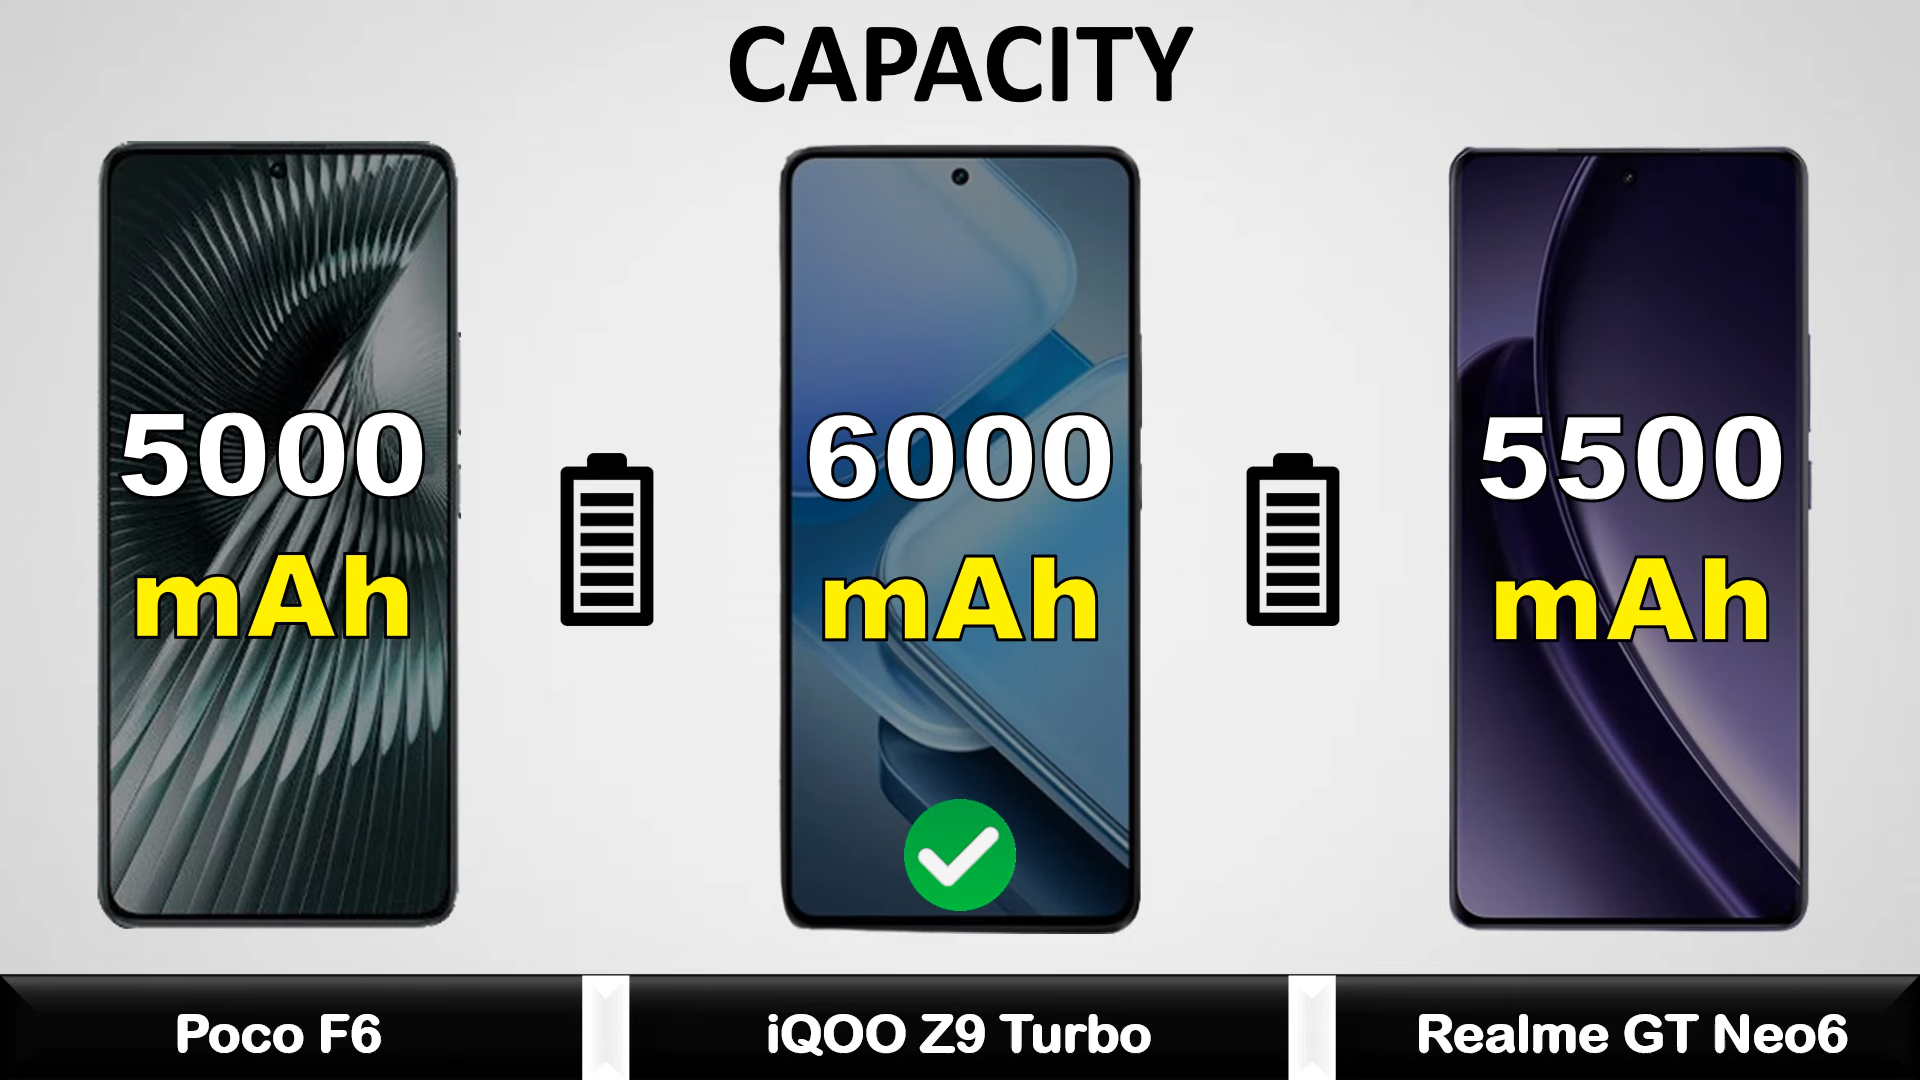 CAPACITY
5000
mAh
6000
mAh
5500
mAh
Poco F6
iQOO Z9 Turbo
Realme GT Neo6